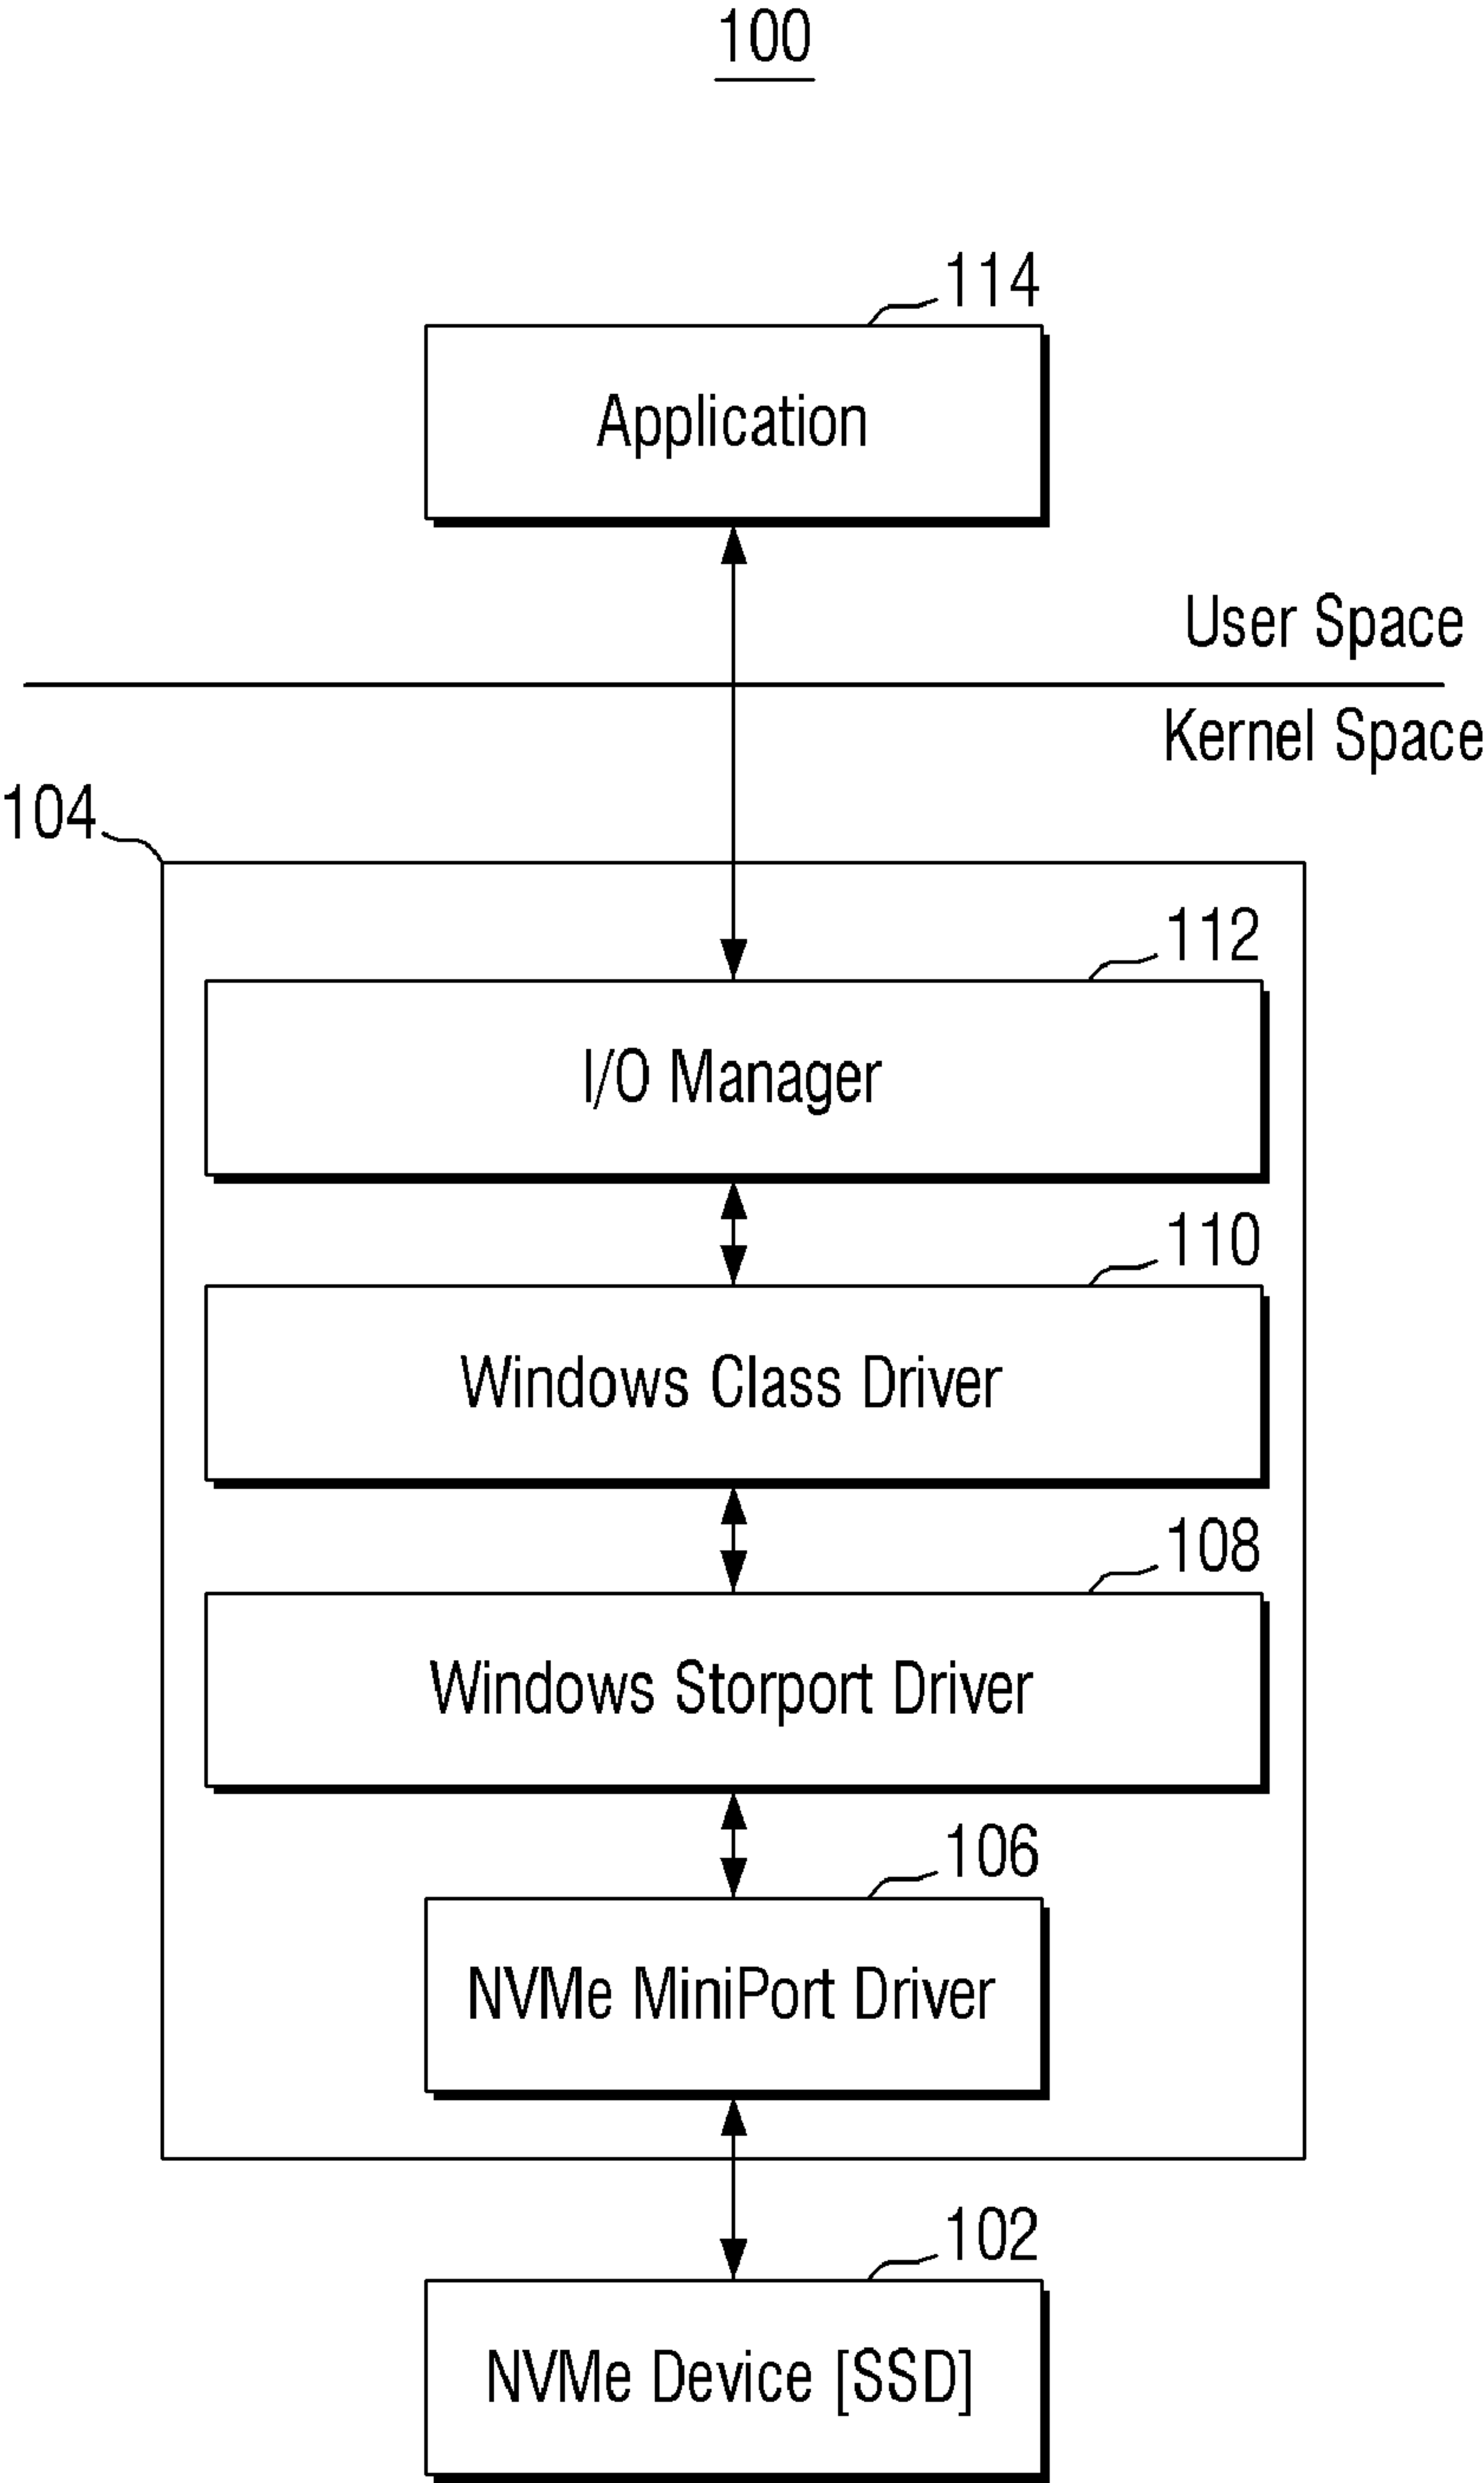 100
114
Application
User Space
Kernel Space
104
112
I/O Manager
110
Windows Class Driver
108
Windows Storport Driver
106
NVMe MiniPort Driver
102
NVMe Device [SSD]